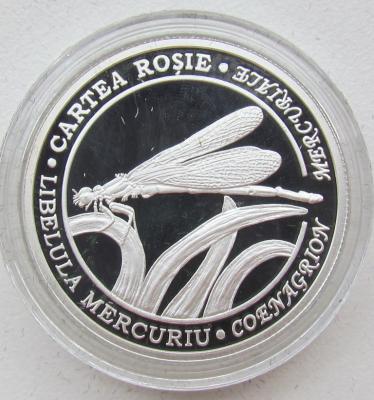 CARTEA ROȘIE •
LIBELULA MERCURIU •
COENAGRION MERCURIALE •